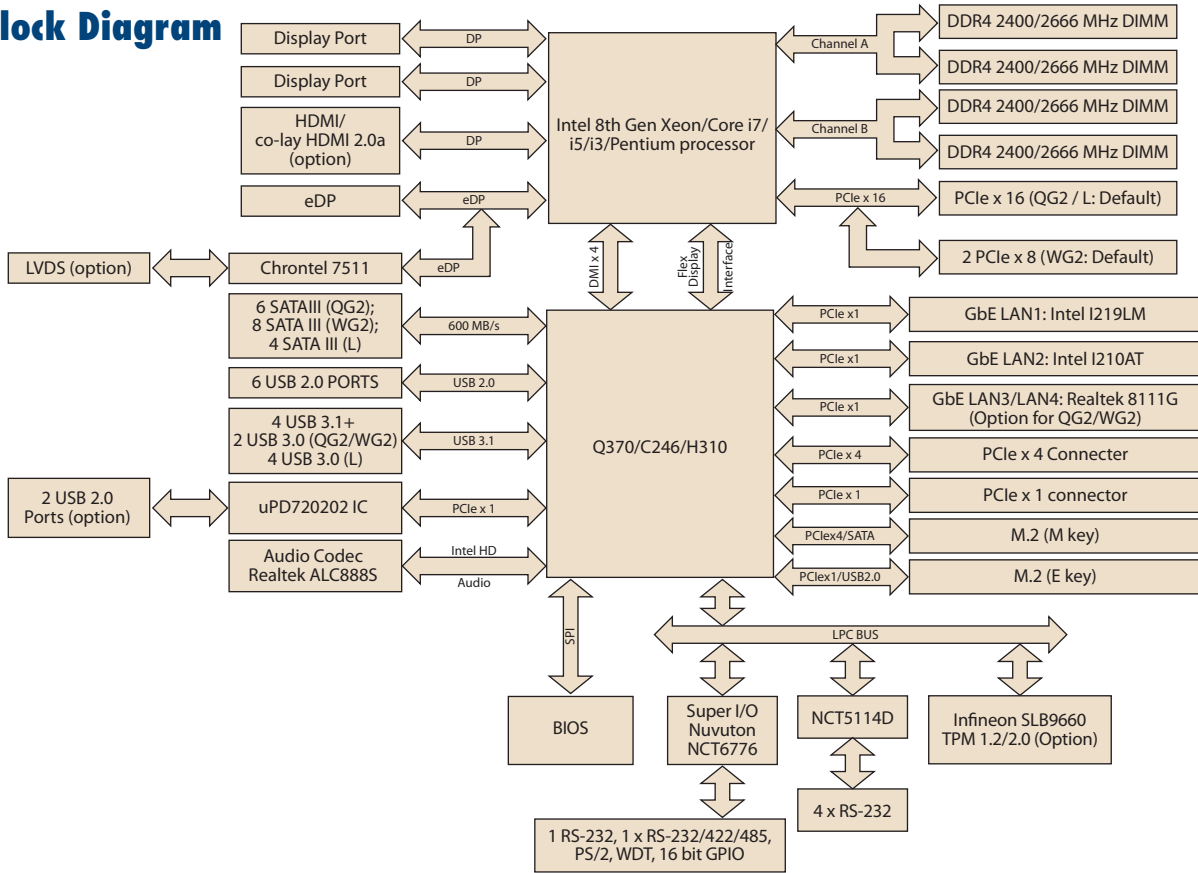 lock Diagram
Display Port
DP
Display Port
DP
HDMI/
co-lay HDMI 2.0a
(option)
DP
eDP
eDP
LVDS (option)
Chrontel 7511
eDP
Intel 8th Gen Xeon/Core i7/
i5/i3/Pentium processor
Channel A
DDR4 2400/2666 MHz DIMM
DDR4 2400/2666 MHz DIMM
Channel B
DDR4 2400/2666 MHz DIMM
DDR4 2400/2666 MHz DIMM
PCIe x 16
PCIe x 16 (QG2 / L: Default)
2 PCIe x 8 (WG2: Default)
DMI x 4
Flex
Display
Interface
6 SATAIII (QG2);
8 SATA III (WG2);
4 SATA III (L)
600 MB/s
6 USB 2.0 PORTS
USB 2.0
4 USB 3.1+
2 USB 3.0 (QG2/WG2)
4 USB 3.0 (L)
USB 3.1
2 USB 2.0
Ports (option)
uPD720202 IC
PCIe x 1
Audio Codec
Realtek ALC888S
Intel HD
Audio
Q370/C246/H310
PCIe x1
GbE LAN1: Intel I219LM
PCIe x1
GbE LAN2: Intel I210AT
PCIe x1
GbE LAN3/LAN4: Realtek 8111G
(Option for QG2/WG2)
PCIe x 4
PCIe x 4 Connecter
PCIe x 1
PCIe x 1 connector
PCIex4/SATA
M.2 (M key)
PCIex1/USB2.0
M.2 (E key)
SPI
LPC BUS
BIOS
Super I/O
Nuvuton
NCT6776
NCT5114D
Infineon SLB9660
TPM 1.2/2.0 (Option)
4 x RS-232
1 RS-232, 1 x RS-232/422/485,
PS/2, WDT, 16 bit GPIO